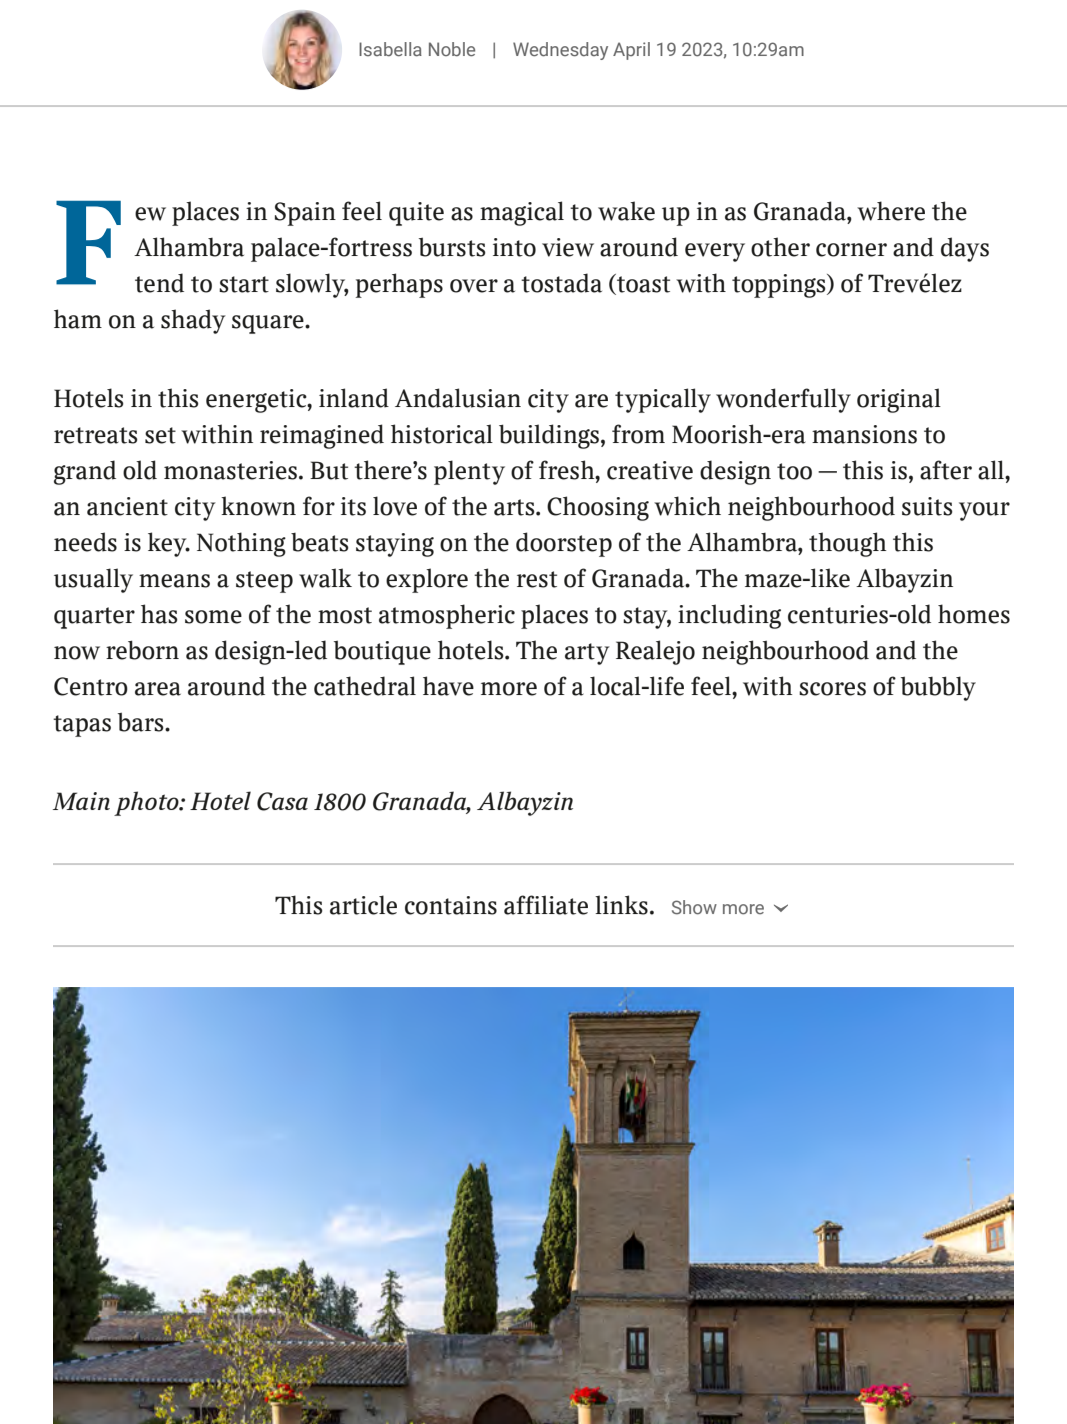 Isabella Noble | Wednesday April 19 2023, 10:29am
Few places in Spain feel quite as magical to wake up in as Granada, where the
Alhambra palace-fortress bursts into view around every other corner and days
tend to start slowly, perhaps over a tostada (toast with toppings) of Trevélez
ham on a shady square.
Hotels in this energetic, inland Andalusian city are typically wonderfully original
retreats set within reimagined historical buildings, from Moorish-era mansions to
grand old monasteries. But there’s plenty of fresh, creative design too — this is, after all,
an ancient city known for its love of the arts. Choosing which neighbourhood suits your
needs is key. Nothing beats staying on the doorstep of the Alhambra, though this
usually means a steep walk to explore the rest of Granada. The maze-like Albayzin
quarter has some of the most atmospheric places to stay, including centuries-old homes
now reborn as design-led boutique hotels. The arty Realejo neighbourhood and the
Centro area around the cathedral have more of a local-life feel, with scores of bubbly
tapas bars.
Main photo: Hotel Casa 1800 Granada, Albayzin
This article contains affiliate links. Show more